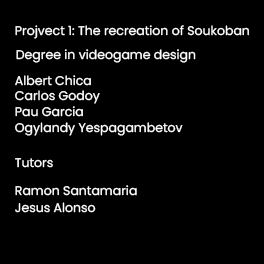 Projvect 1: The recreation of Soukoban
Degree in videogame design
Albert Chica
Carlos Godoy
Pau Garcia
Ogylandy Yespagambetov
Tutors
Ramon Santamaria
Jesus Alonso